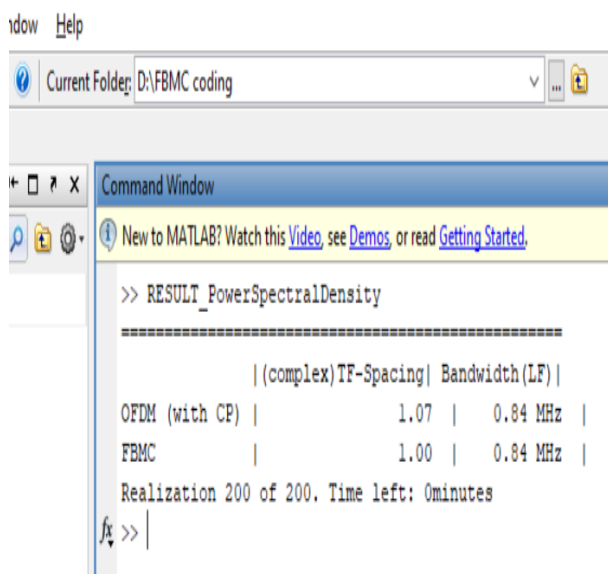 ndow Help
Current Folder: D:\FBMC coding
Command Window
New to MATLAB? Watch this Video, see Demos, or read Getting Started.
>> RESULT_PowerSpectralDensity
==================================================
|(complex)TF-Spacing| Bandwidth(LF)|
OFDM (with CP) | 1.07 | 0.84 MHz |
FBMC | 1.00 | 0.84 MHz |
Realization 200 of 200. Time left: 0minutes
fx >>